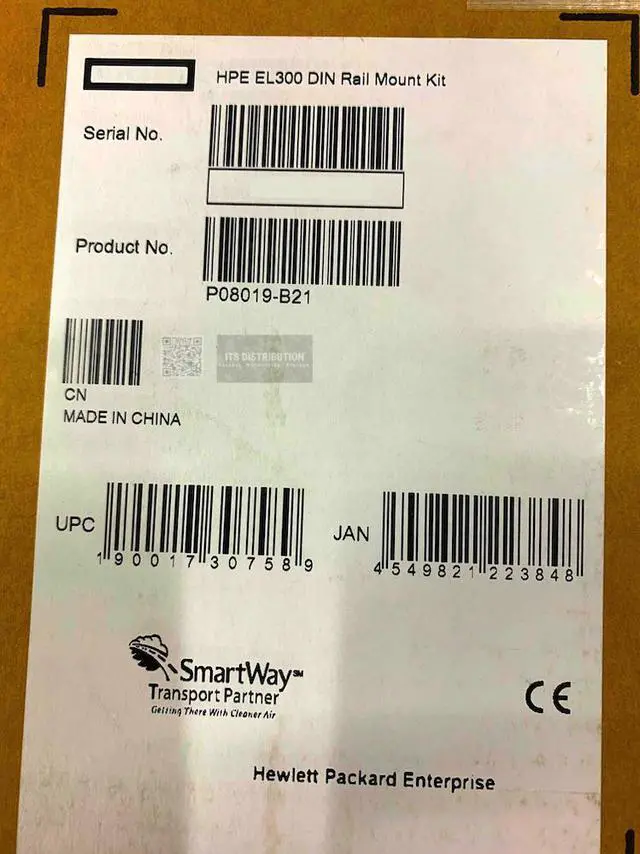 HPE EL300 DIN Rail Mount Kit
Serial No.
Product No.
P08019-B21
ITS DISTRIBUTION
CN
MADE IN CHINA
UPC
1 90017 30758 9
JAN
4 549821 223848
SmartWay℠
Transport Partner
Getting There With Cleaner Air
CE
Hewlett Packard Enterprise